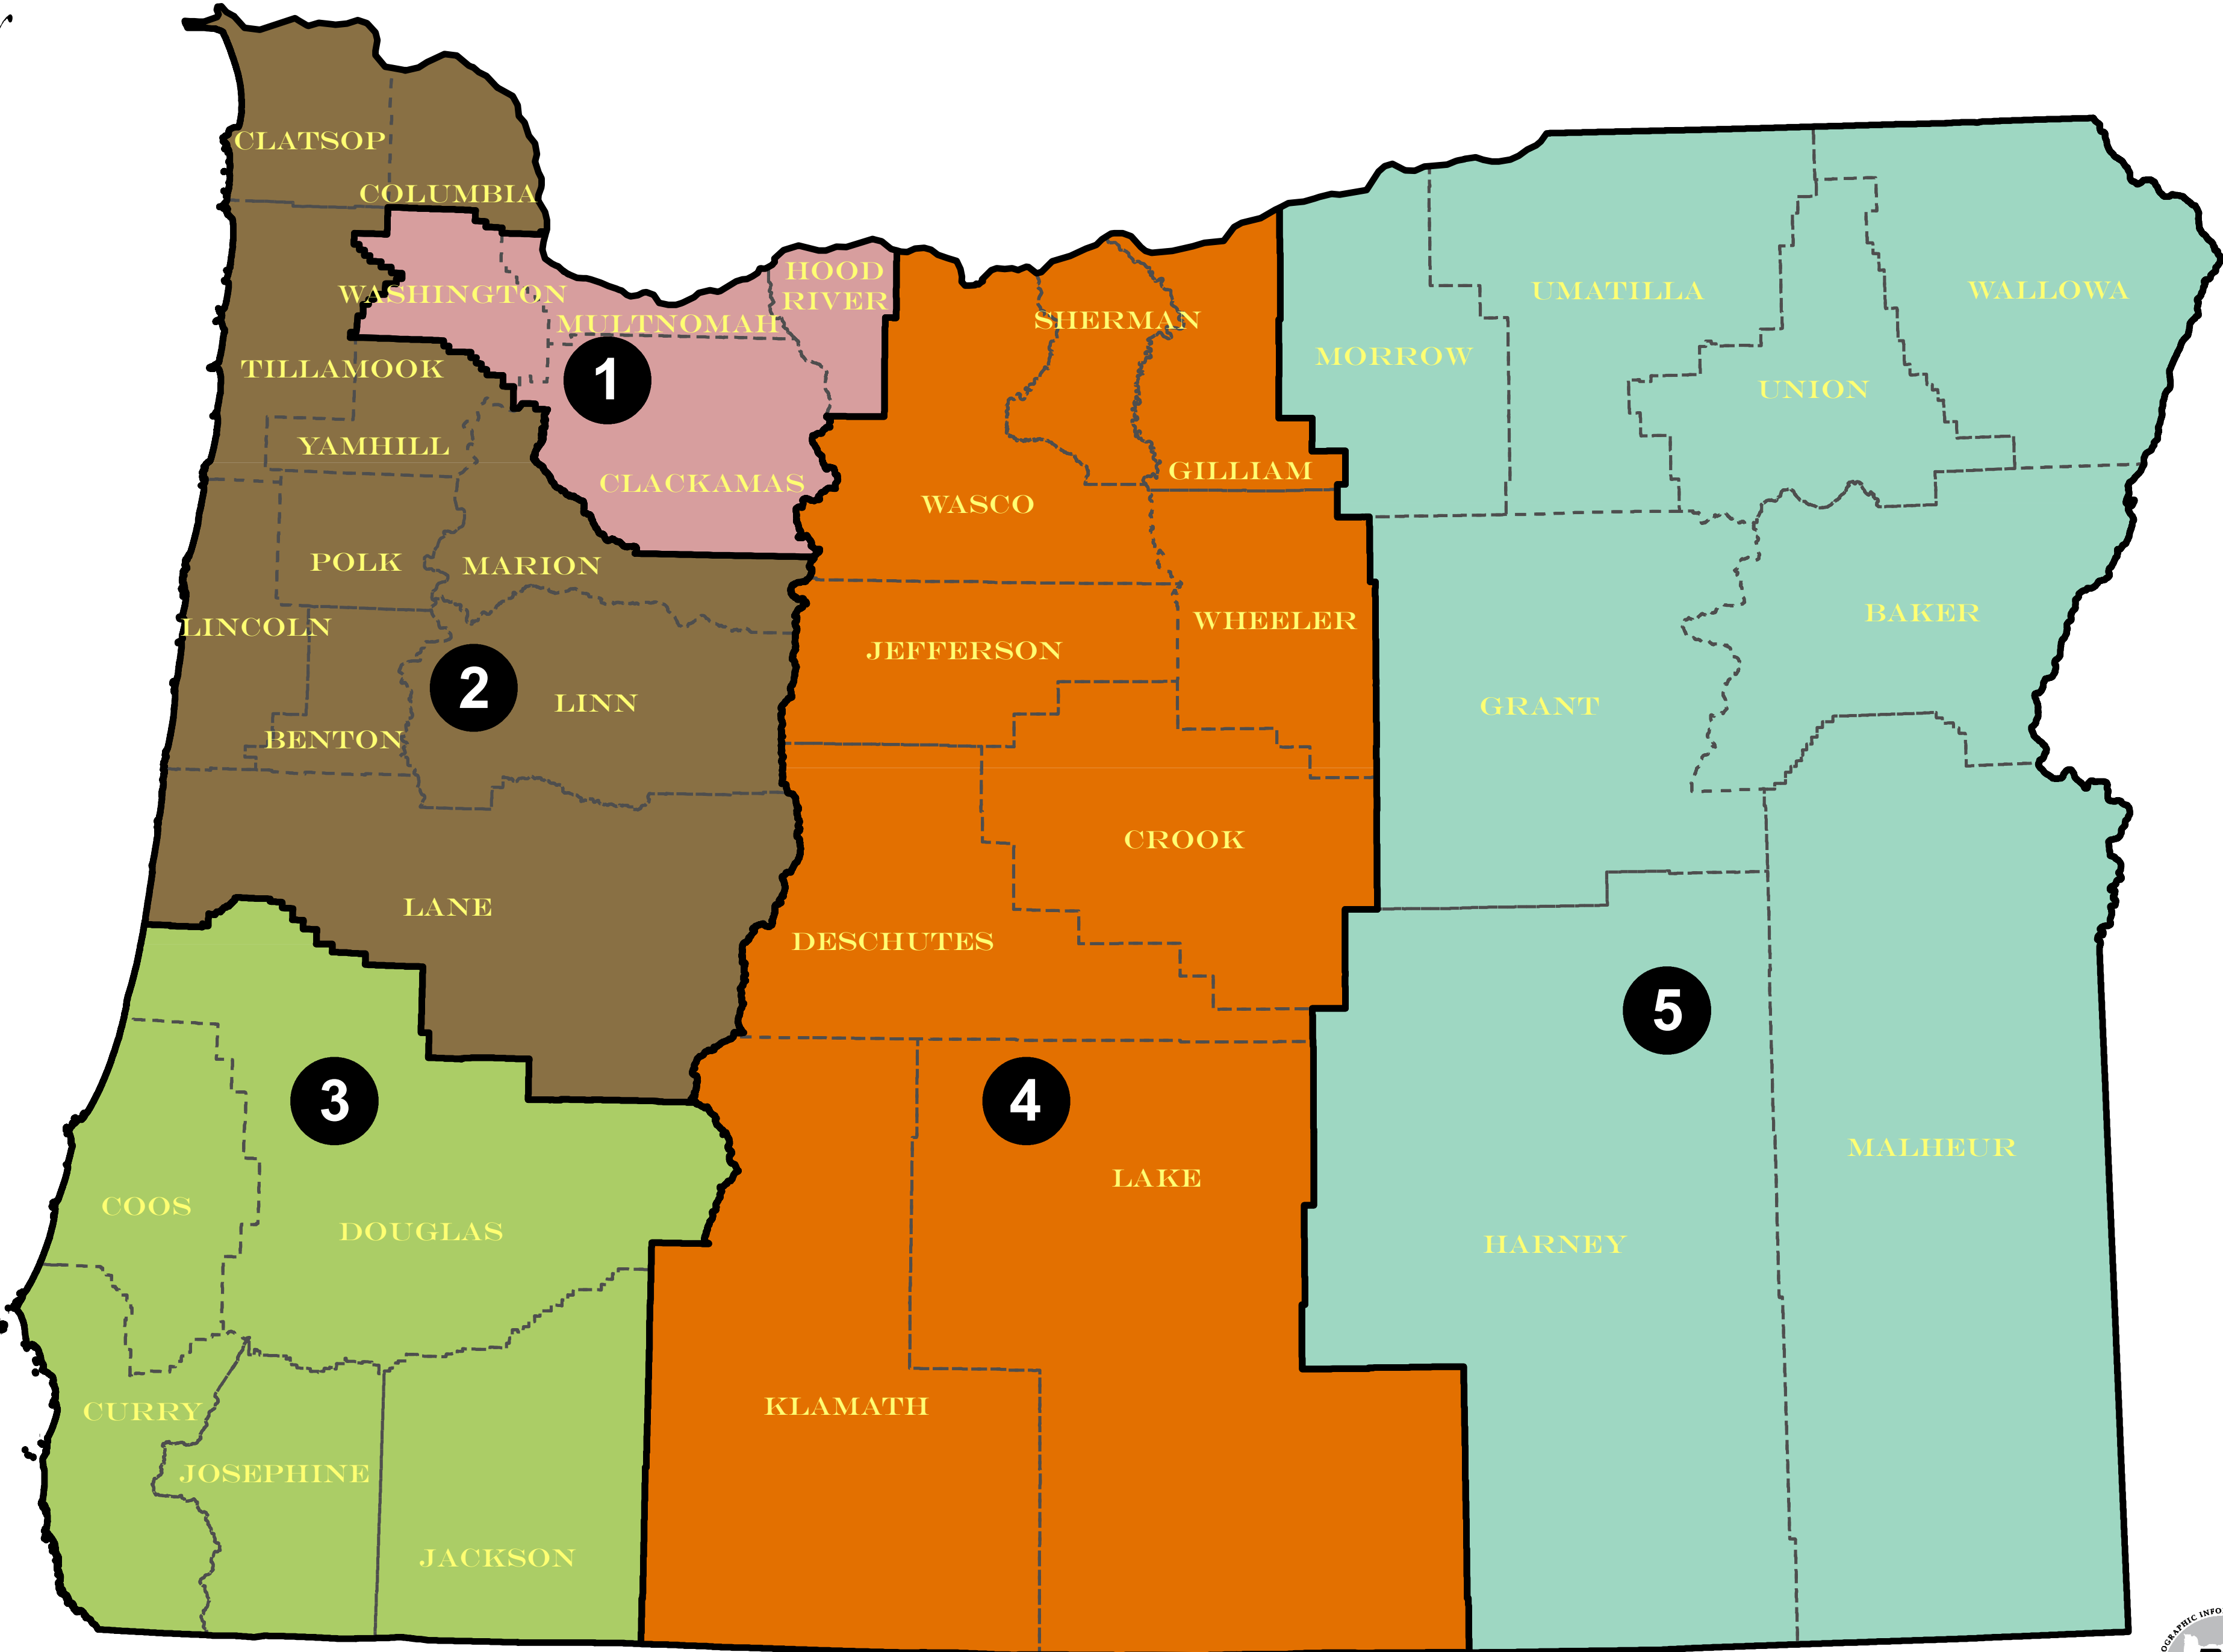 CLATSOP
COLUMBIA
HOOD
RIVER
WASHINGTON
MULTNOMAH
1
TILLAMOOK
YAMHILL
CLACKAMAS
SHERMAN
UMATILLA
WALLOWA
MORROW
UNION
GILLIAM
WASCO
POLK
MARION
LINCOLN
JEFFERSON
WHEELER
BAKER
2
LINN
GRANT
BENTON
CROOK
LANE
DESCHUTES
5
3
4
MALHEUR
LAKE
COOS
DOUGLAS
HARNEY
CURRY
KLAMATH
JOSEPHINE
JACKSON